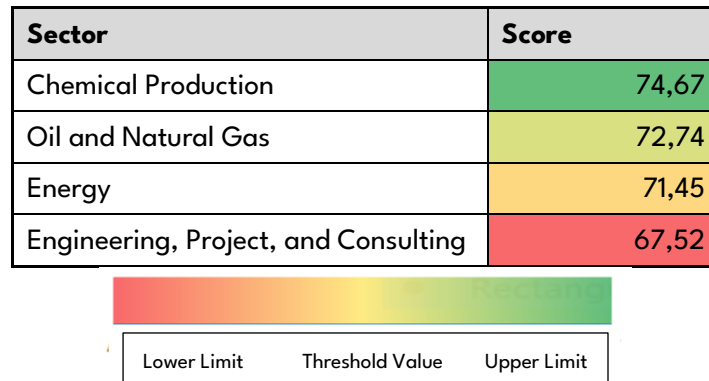 Sector Score
Chemical Production 74,67
Oil and Natural Gas 72,74
Energy 71,45
Engineering, Project, and Consulting 67,52
Rectang
Lower Limit Threshold Value Upper Limit